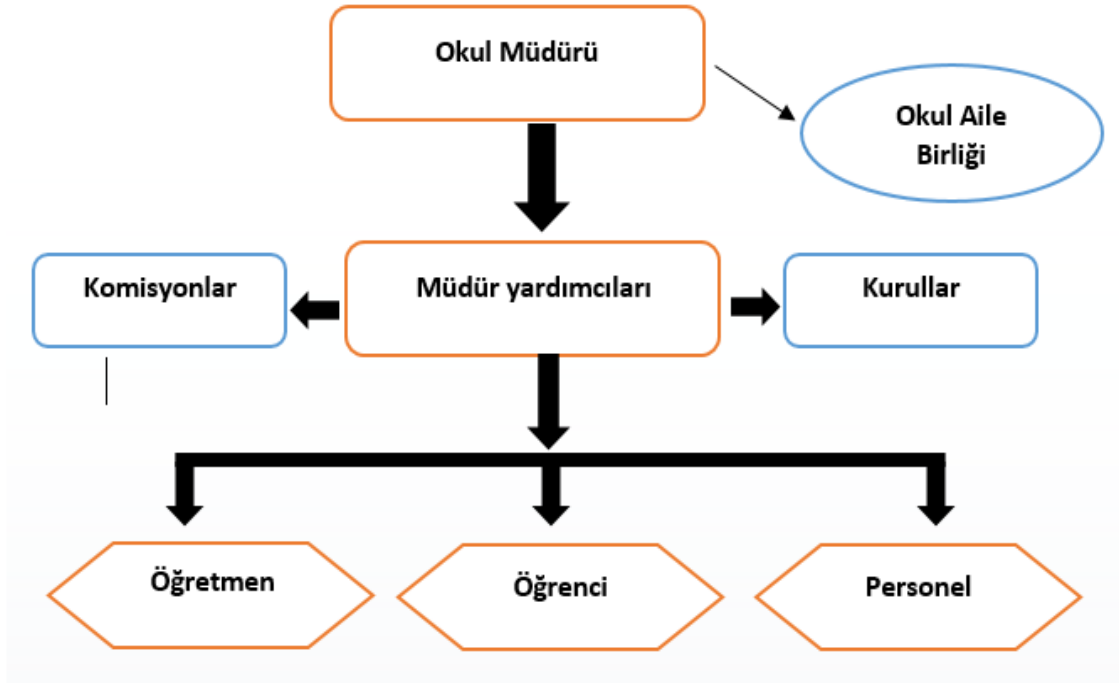 Okul Müdürü
Okul Aile
Birliği
Komisyonlar
Müdür yardımcıları
Kurullar
Öğretmen
Öğrenci
Personel